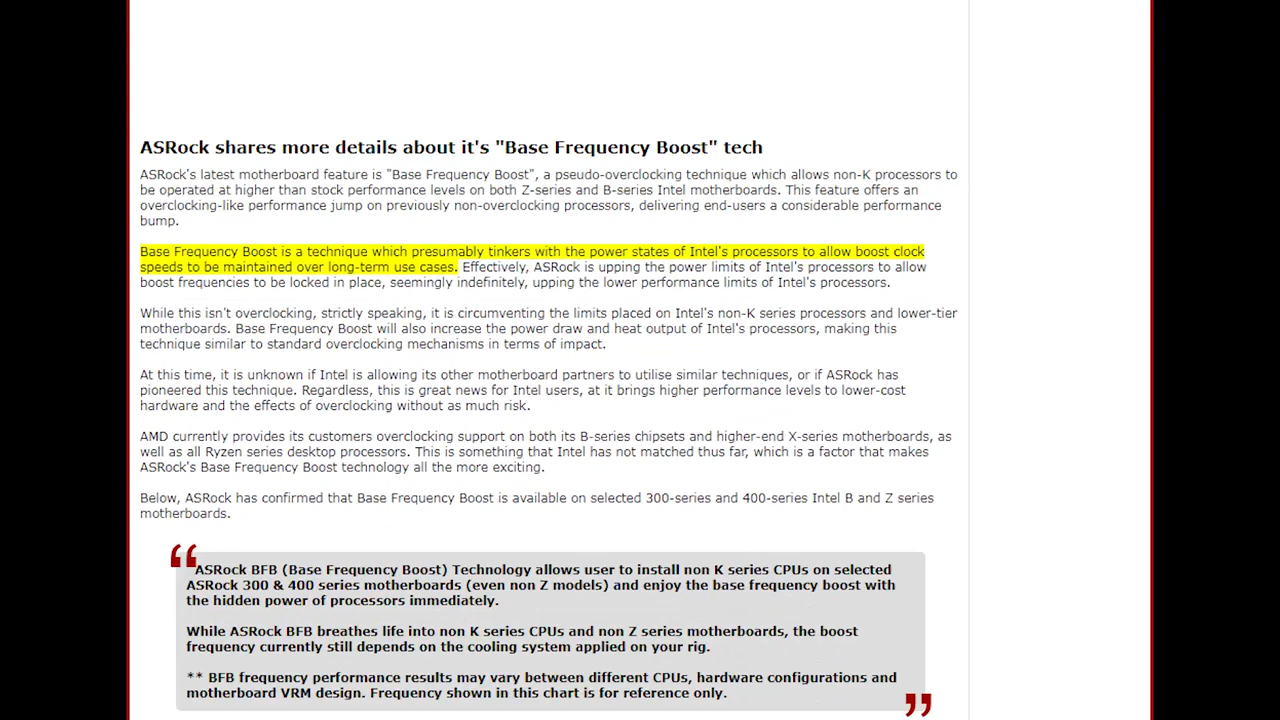 ASRock shares more details about it's "Base Frequency Boost" tech
ASRock's latest motherboard feature is "Base Frequency Boost", a pseudo-overclocking technique which allows non-K processors to
be operated at higher than stock performance levels on both Z-series and B-series Intel motherboards. This feature offers an
overclocking-like performance jump on previously non-overclocking processors, delivering end-users a considerable performance
bump.
Base Frequency Boost is a technique which presumably tinkers with the power states of Intel's processors to allow boost clock
speeds to be maintained over long-term use cases. Effectively, ASRock is upping the power limits of Intel's processors to allow
boost frequencies to be locked in place, seemingly indefinitely, upping the lower performance limits of Intel's processors.
While this isn't overclocking, strictly speaking, it is circumventing the limits placed on Intel's non-K series processors and lower-tier
motherboards. Base Frequency Boost will also increase the power draw and heat output of Intel's processors, making this
technique similar to standard overclocking mechanisms in terms of impact.
At this time, it is unknown if Intel is allowing its other motherboard partners to utilise similar techniques, or if ASRock has
pioneered this technique. Regardless, this is great news for Intel users, at it brings higher performance levels to lower-cost
hardware and the effects of overclocking without as much risk.
AMD currently provides its customers overclocking support on both its B-series chipsets and higher-end X-series motherboards, as
well as all Ryzen series desktop processors. This is something that Intel has not matched thus far, which is a factor that makes
ASRock's Base Frequency Boost technology all the more exciting.
Below, ASRock has confirmed that Base Frequency Boost is available on selected 300-series and 400-series Intel B and Z series
motherboards.
“ ASRock BFB (Base Frequency Boost) Technology allows user to install non K series CPUs on selected
ASRock 300 & 400 series motherboards (even non Z models) and enjoy the base frequency boost with
the hidden power of processors immediately.
While ASRock BFB breathes life into non K series CPUs and non Z series motherboards, the boost
frequency currently still depends on the cooling system applied on your rig.
** BFB frequency performance results may vary between different CPUs, hardware configurations and
motherboard VRM design. Frequency shown in this chart is for reference only. ”